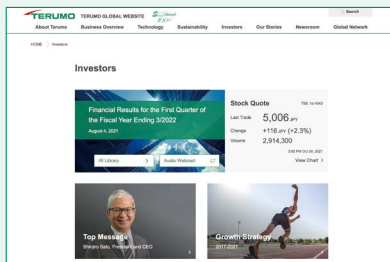 TERUMO
TERUMO GLOBAL WEBSITE
Search
About Terumo Business Overview Technology Sustainability Investors Our Stories Newsroom Global Network
HOME Investors
Investors
Financial Results for the First Quarter of
the Fiscal Year Ending 3/2022
August 4, 2021
IR Library
Audio Webcast
Stock Quote
Last Trade 5,006 JPY
Change +116 JPY (+2.3%)
Volume 2,914,300
View Chart
Top Message
Shinjiro Sato, President and CEO
Growth Strategy
2017-2021